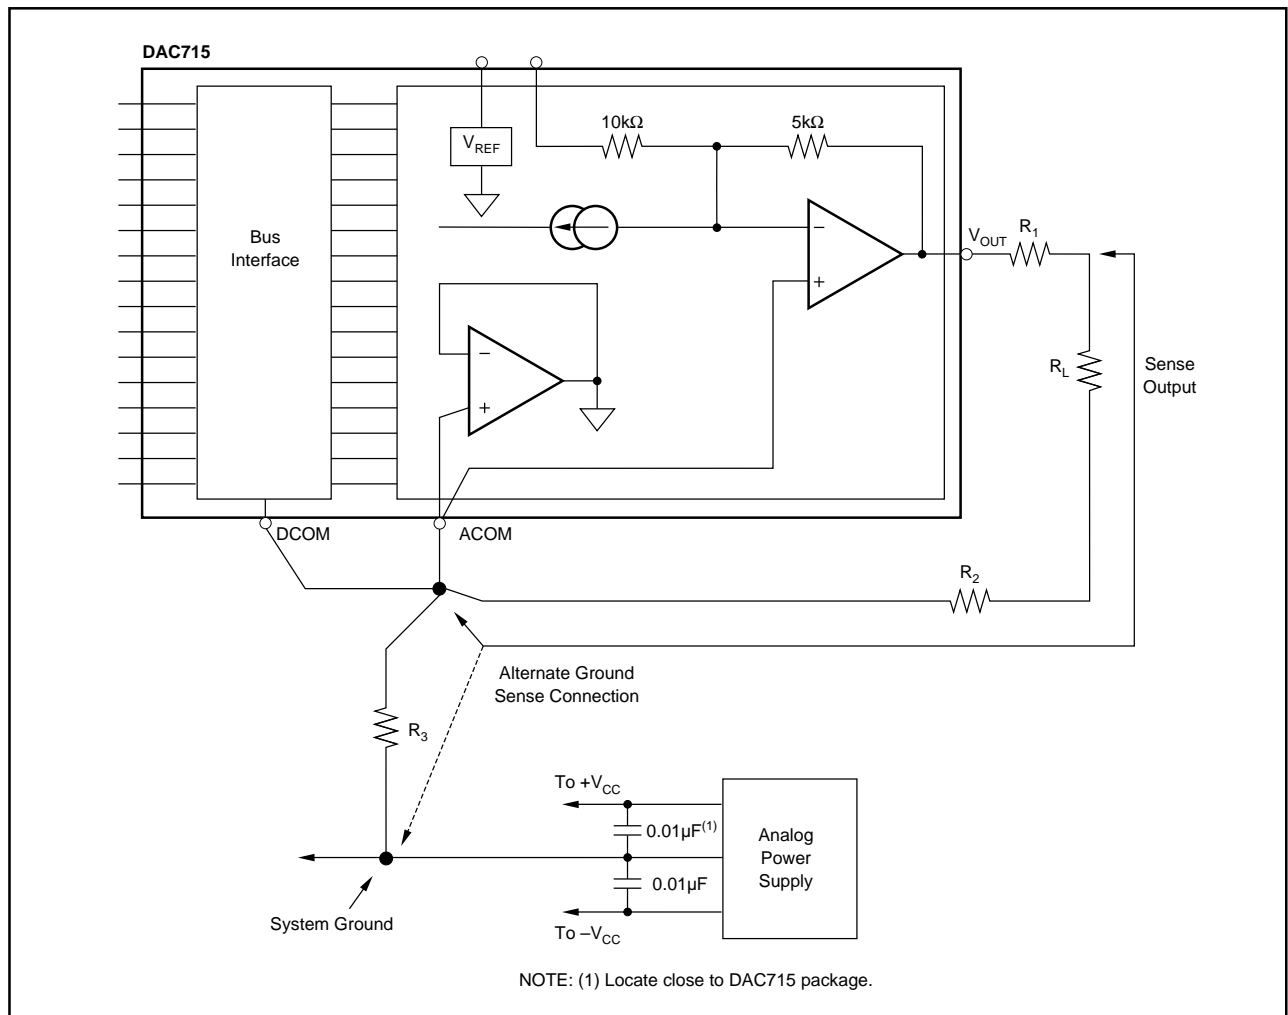 DAC715
10kΩ
5kΩ
V_REF
Bus
Interface
−
+
V_OUT
R_1
−
+
R_L
Sense
Output
DCOM
ACOM
R_2
Alternate Ground
Sense Connection
R_3
To +V_CC
0.01µF(1)
Analog
Power
Supply
0.01µF
To –V_CC
System Ground
NOTE: (1) Locate close to DAC715 package.